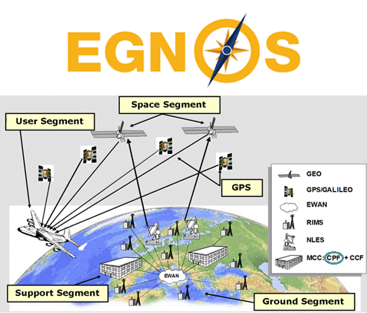 EGNOS
Space Segment
User Segment
GPS
GEO
GPS/GALILEO
EWAN
RIMS
NLES
MCC: CPF + CCF
EWAN
Support Segment
Ground Segment